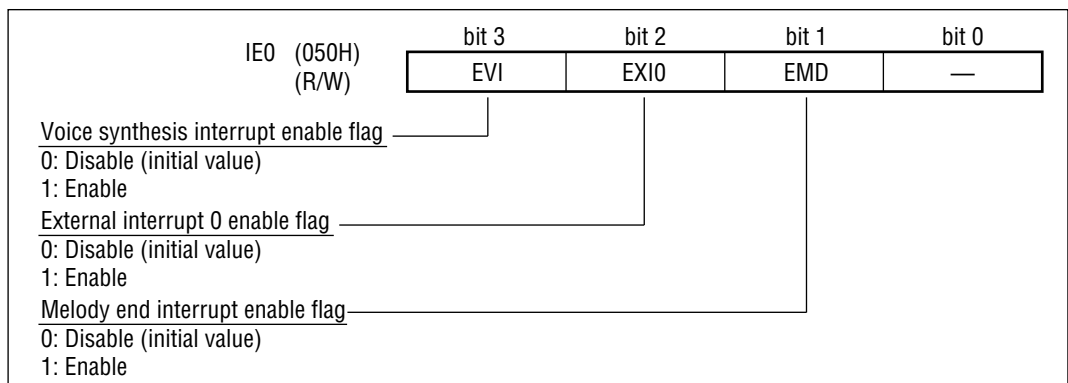 bit 3 bit 2 bit 1 bit 0
IE0 (050H)
(R/W)
EVI EXI0 EMD —
Voice synthesis interrupt enable flag
0: Disable (initial value)
1: Enable
External interrupt 0 enable flag
0: Disable (initial value)
1: Enable
Melody end interrupt enable flag
0: Disable (initial value)
1: Enable